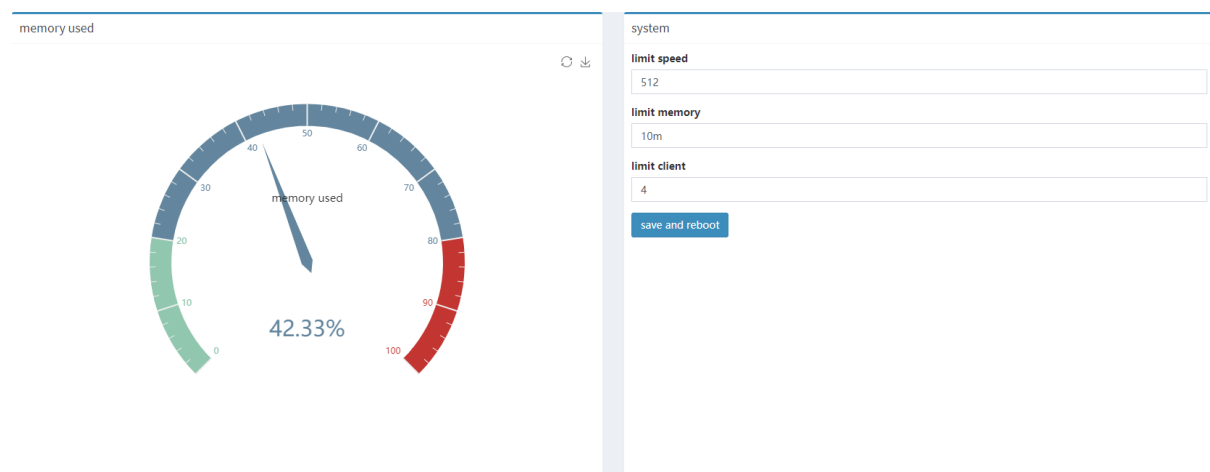 memory used
50
40
60
30
70
memory used
20
80
10
90
42.33%
0
100
system
limit speed
512
limit memory
10m
limit client
4
save and reboot